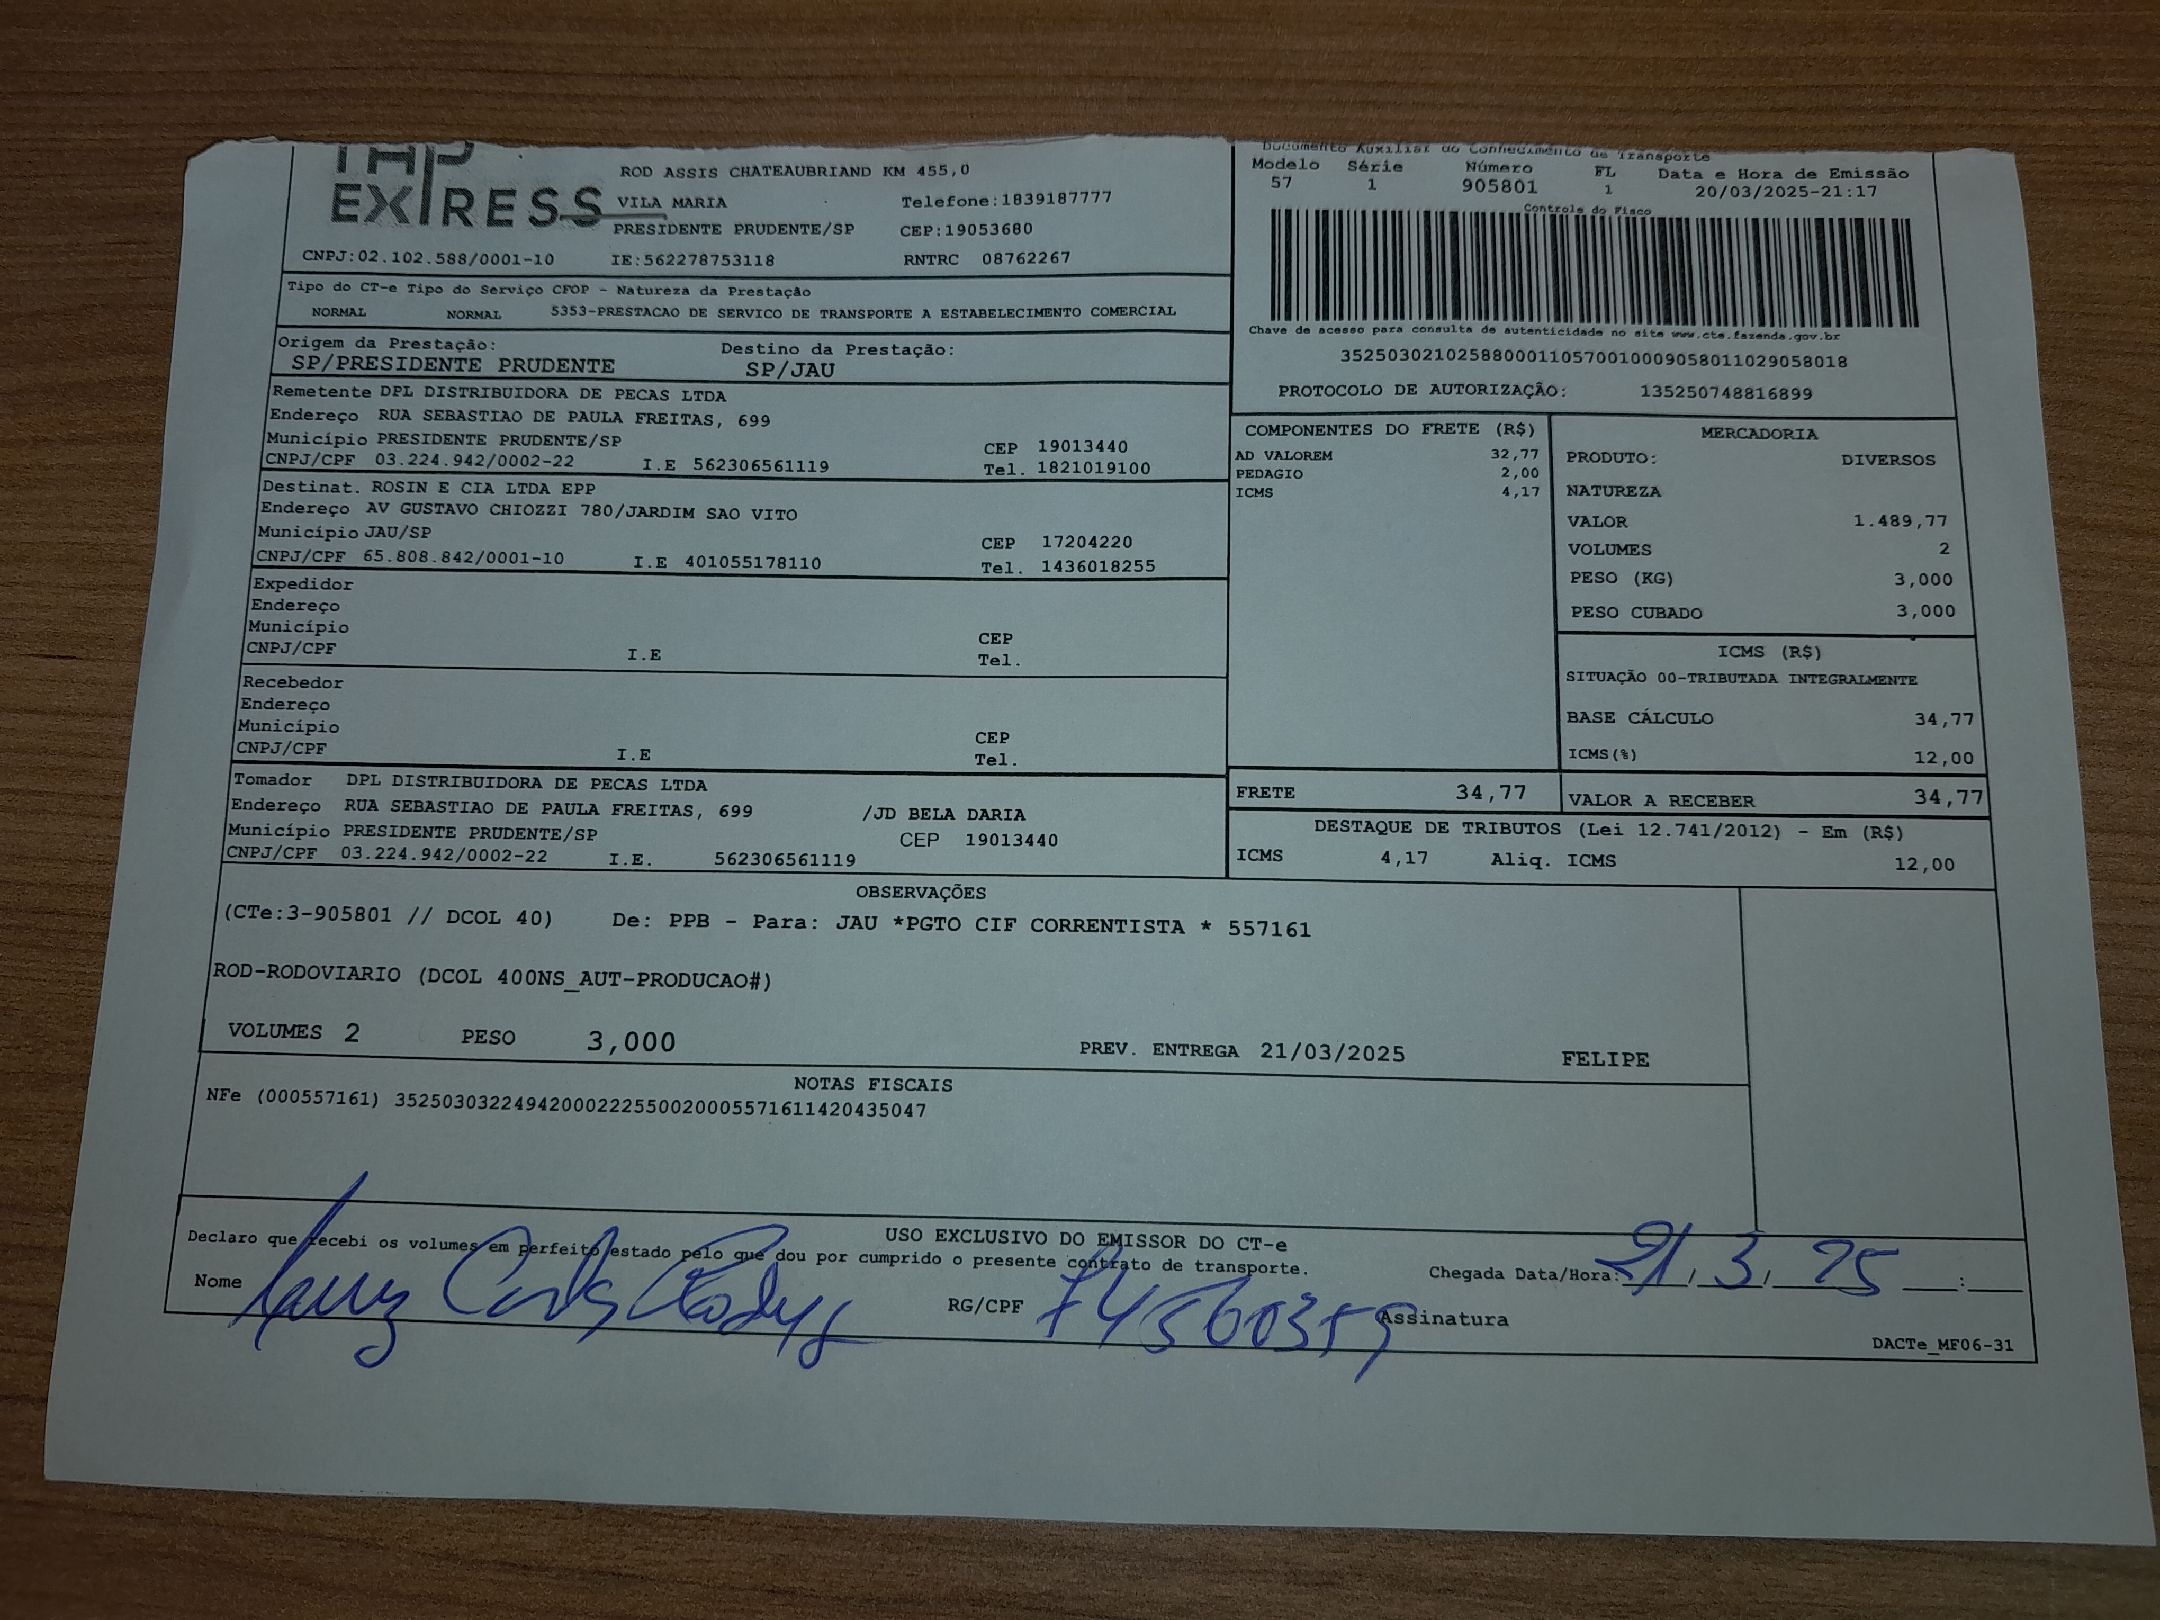 EXPRESS
ROD ASSIS CHATEAUBRIAND KM 455,0
VILA MARIA Telefone:1839187777
PRESIDENTE PRUDENTE/SP CEP:19053680
CNPJ:02.102.588/0001-10 IE:562278753118 RNTRC 08762267
Documento Auxiliar do Conhecimento de Transporte
Modelo Série Número FL Data e Hora de Emissão
57 1 905801 1 20/03/2025-21:17
Controle do Fisco
Chave de acesso para consulta de autenticidade no site www.cte.fazenda.gov.br
35250302102588000110570010009058011029058018
PROTOCOLO DE AUTORIZAÇÃO: 135250748816899
Tipo do CT-e Tipo do Serviço CFOP - Natureza da Prestação
NORMAL NORMAL 5353-PRESTACAO DE SERVICO DE TRANSPORTE A ESTABELECIMENTO COMERCIAL
Origem da Prestação: Destino da Prestação:
SP/PRESIDENTE PRUDENTE SP/JAU
Remetente DPL DISTRIBUIDORA DE PECAS LTDA
Endereço RUA SEBASTIAO DE PAULA FREITAS, 699
Município PRESIDENTE PRUDENTE/SP CEP 19013440
CNPJ/CPF 03.224.942/0002-22 I.E 562306561119 Tel. 1821019100
Destinat. ROSIN E CIA LTDA EPP
Endereço AV GUSTAVO CHIOZZI 780/JARDIM SAO VITO
Município JAU/SP CEP 17204220
CNPJ/CPF 65.808.842/0001-10 I.E 401055178110 Tel. 1436018255
Expedidor
Endereço
Município CEP
CNPJ/CPF I.E Tel.
Recebedor
Endereço
Município CEP
CNPJ/CPF I.E Tel.
Tomador DPL DISTRIBUIDORA DE PECAS LTDA
Endereço RUA SEBASTIAO DE PAULA FREITAS, 699 /JD BELA DARIA
Município PRESIDENTE PRUDENTE/SP CEP 19013440
CNPJ/CPF 03.224.942/0002-22 I.E. 562306561119
COMPONENTES DO FRETE (R$)
AD VALOREM 32,77
PEDAGIO 2,00
ICMS 4,17
MERCADORIA
PRODUTO: DIVERSOS
NATUREZA
VALOR 1.489,77
VOLUMES 2
PESO (KG) 3,000
PESO CUBADO 3,000
ICMS (R$)
SITUAÇÃO 00-TRIBUTADA INTEGRALMENTE
BASE CÁLCULO 34,77
ICMS(%) 12,00
FRETE 34,77 VALOR A RECEBER 34,77
DESTAQUE DE TRIBUTOS (Lei 12.741/2012) - Em (R$)
ICMS 4,17 Aliq. ICMS 12,00
OBSERVAÇÕES
(CTe:3-905801 // DCOL 40) De: PPB - Para: JAU *PGTO CIF CORRENTISTA * 557161
ROD-RODOVIARIO (DCOL 400NS_AUT-PRODUCAO#)
VOLUMES 2 PESO 3,000 PREV. ENTREGA 21/03/2025 FELIPE
NOTAS FISCAIS
NFe (000557161) 35250303224942000222550020005571611420435047
USO EXCLUSIVO DO EMISSOR DO CT-e
Declaro que recebi os volumes em perfeito estado pelo que dou por cumprido o presente contrato de transporte.
Chegada Data/Hora: 21/3/25 :
Nome RG/CPF Assinatura
DACTe_MF06-31